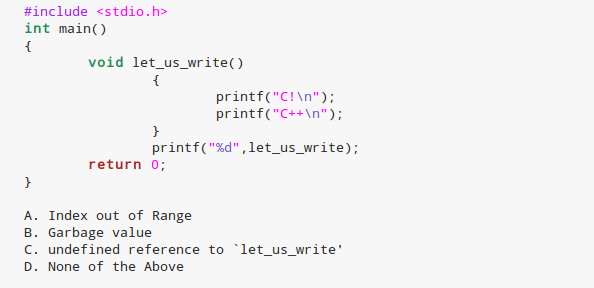 #include <stdio.h>
int main()
{
void let_us_write()
{
printf("C!\n");
printf("C++\n");
}
printf("%d",let_us_write);
return 0;
}
A. Index out of Range
B. Garbage value
C. undefined reference to `let_us_write'
D. None of the Above